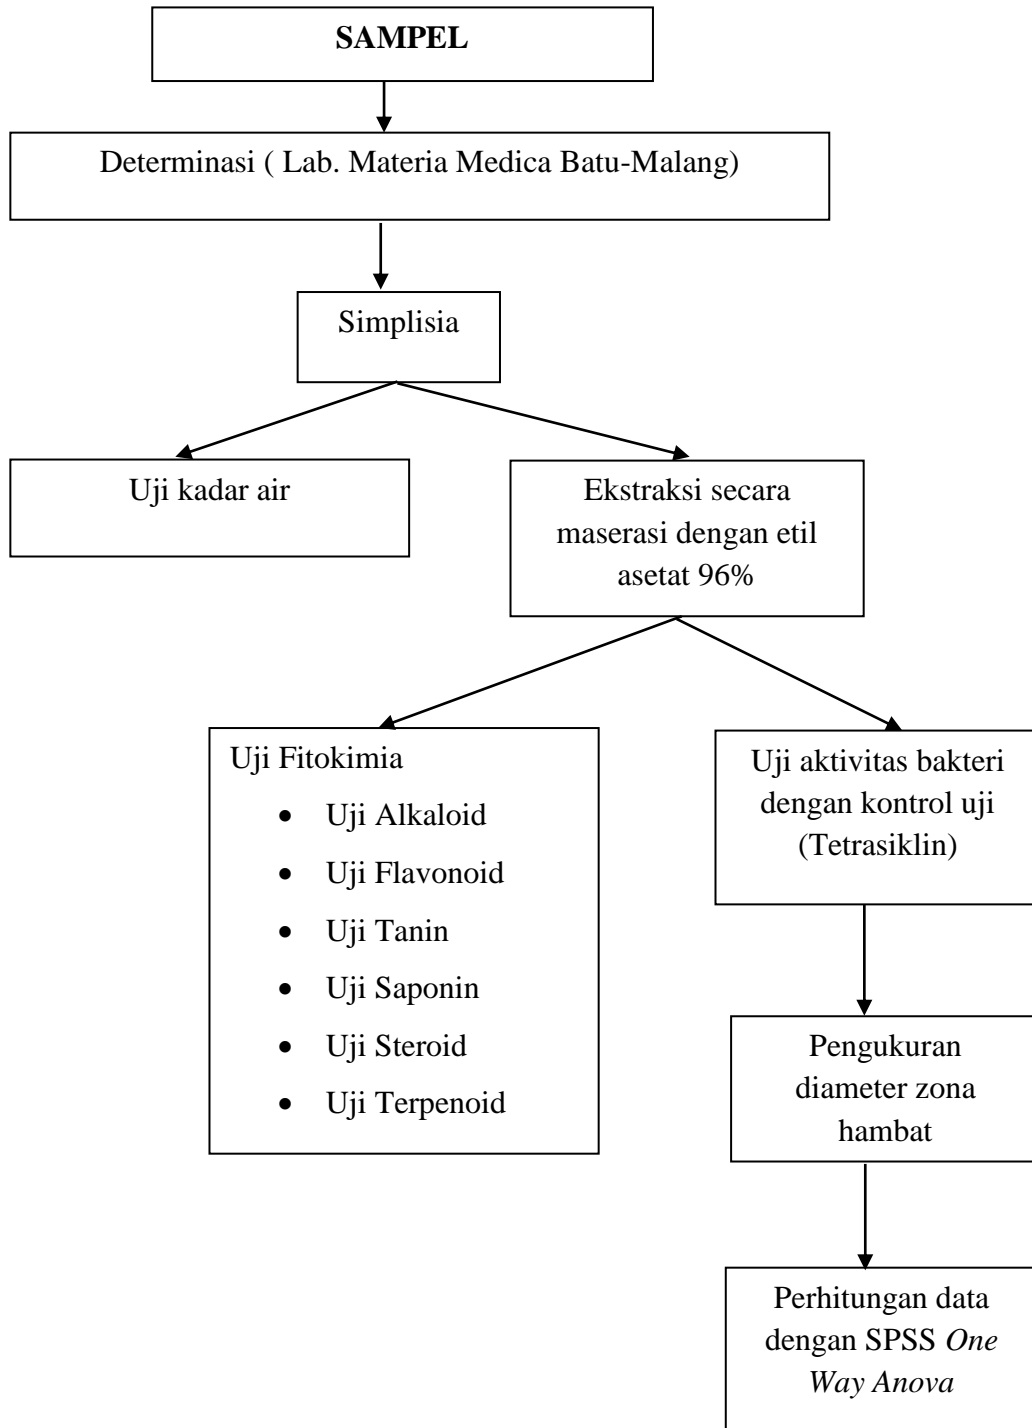 SAMPEL
Determinasi ( Lab. Materia Medica Batu-Malang)
Simplisia
Uji kadar air
Ekstraksi secara
maserasi dengan etil
asetat 96%
Uji Fitokimia
• Uji Alkaloid
• Uji Flavonoid
• Uji Tanin
• Uji Saponin
• Uji Steroid
• Uji Terpenoid
Uji aktivitas bakteri
dengan kontrol uji
(Tetrasiklin)
Pengukuran
diameter zona
hambat
Perhitungan data
dengan SPSS One
Way Anova